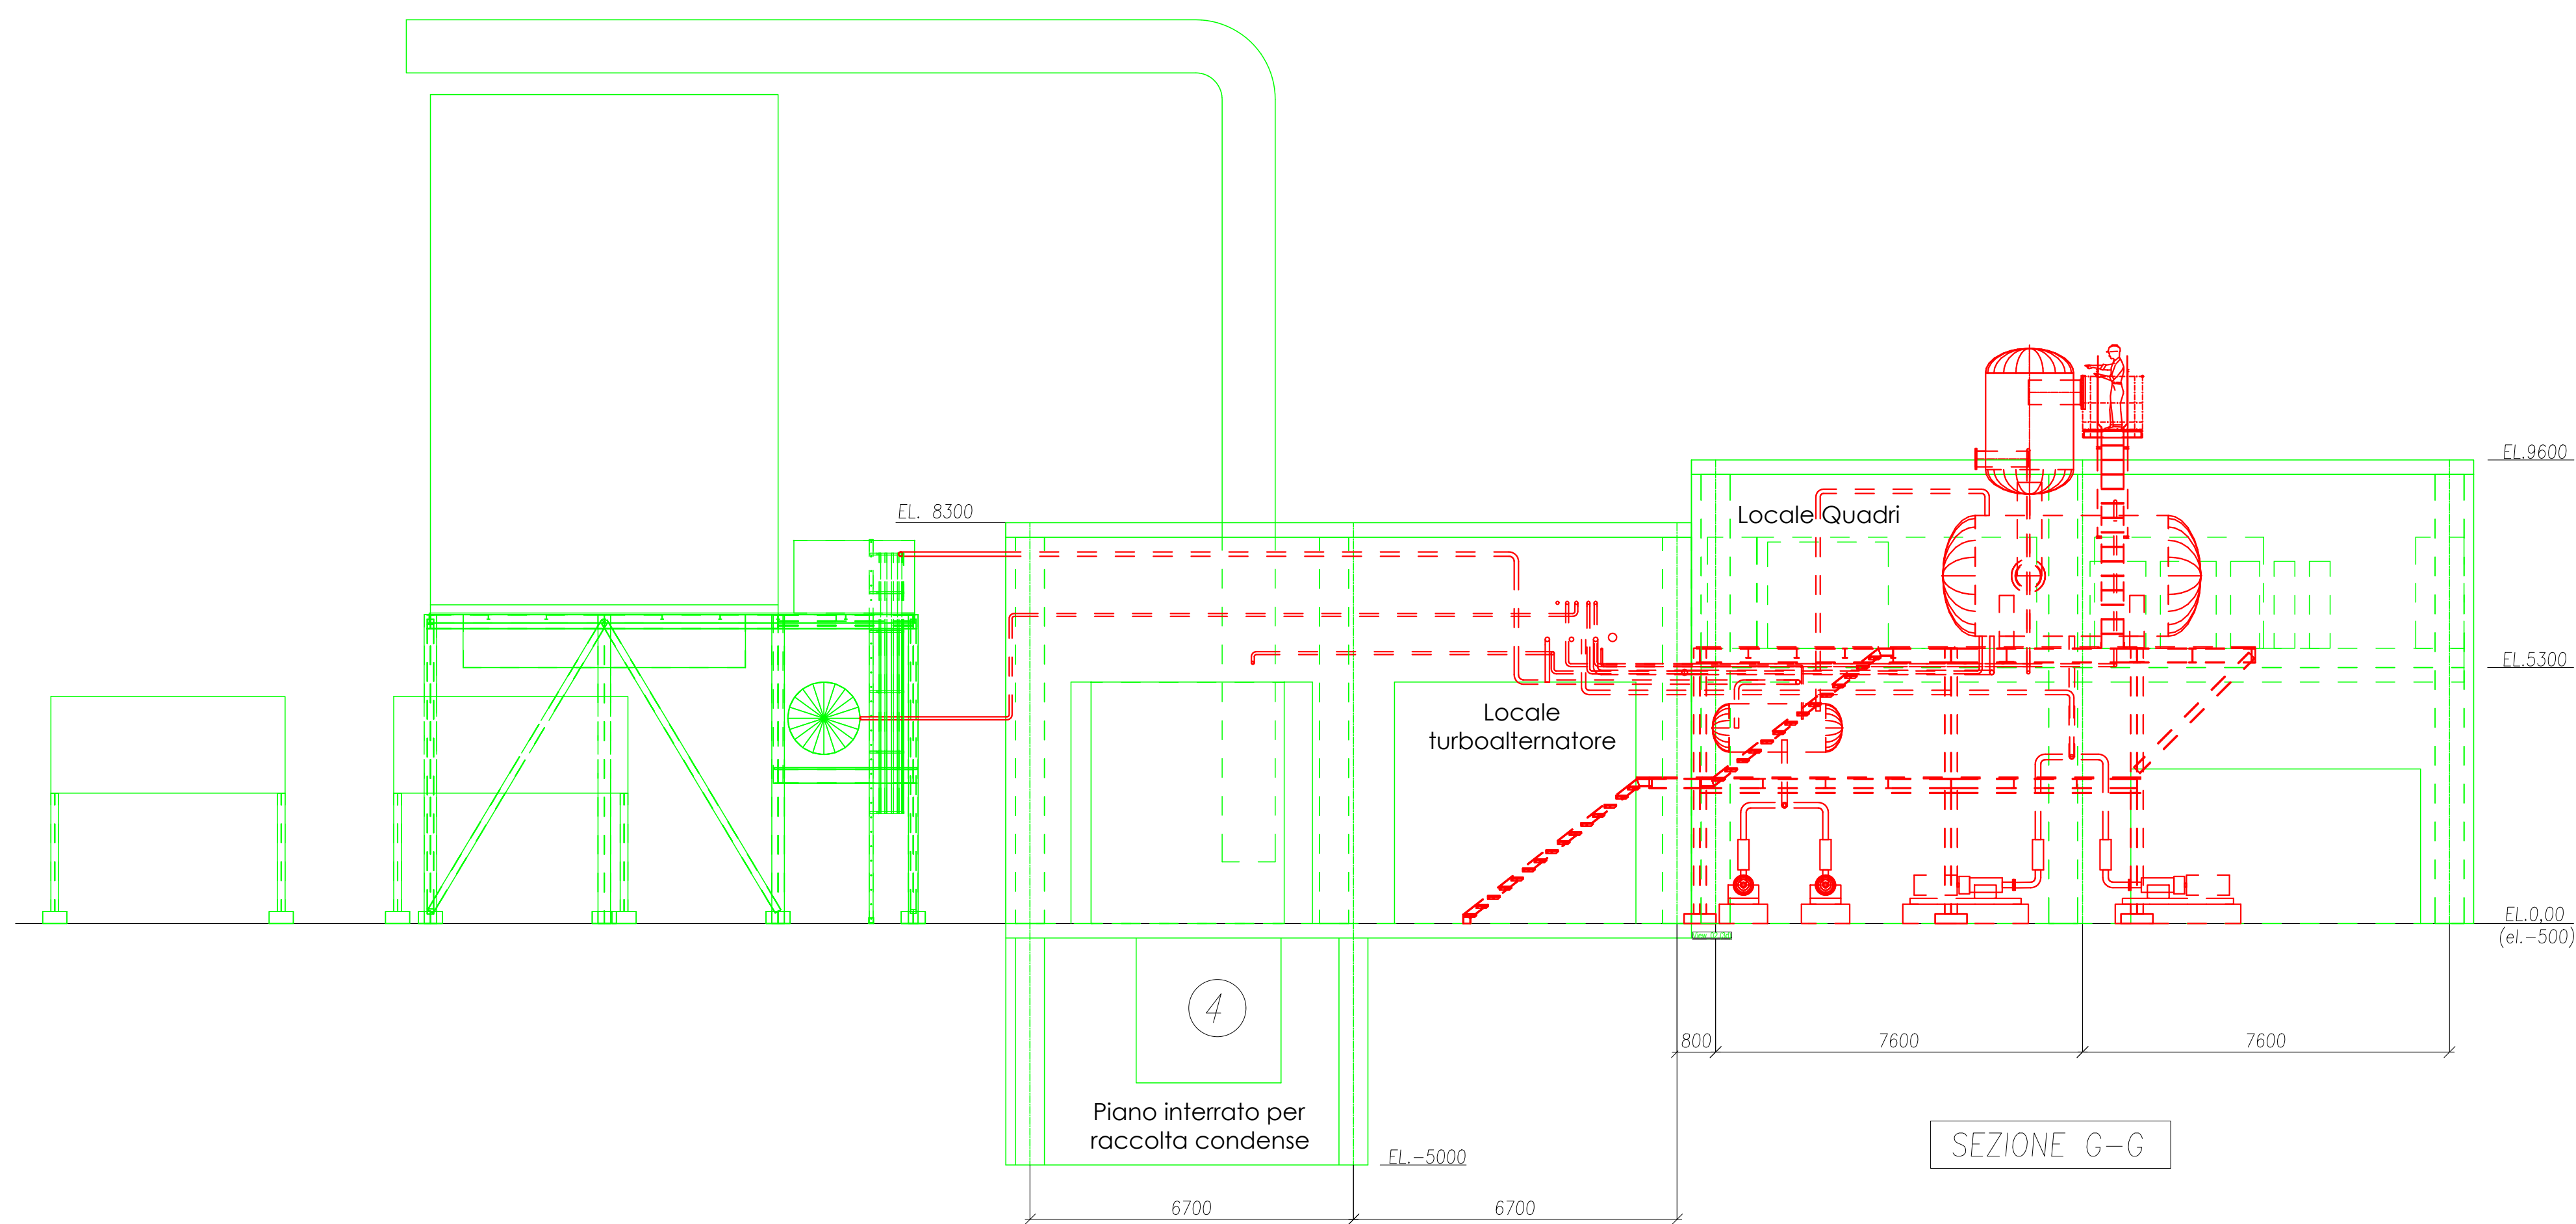 EL.9600
EL. 8300
Locale Quadri
EL.5300
Locale
turboalternatore
EL.0,00
(el.-500)
4
800
7600
7600
Piano interrato per
raccolta condense
EL.-5000
SEZIONE G-G
6700
6700